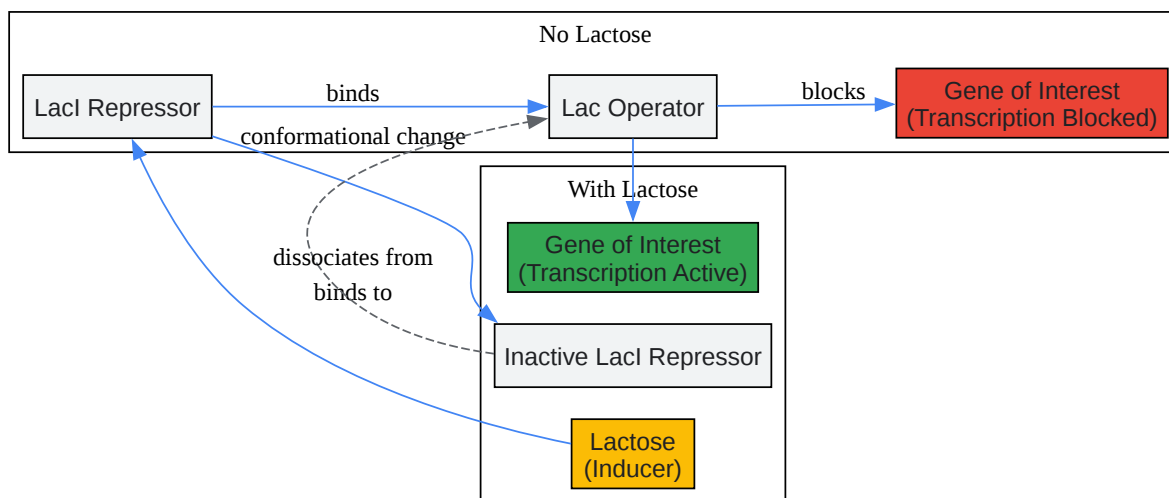 No Lactose
LacI Repressor
binds
Lac Operator
blocks
Gene of Interest
(Transcription Blocked)
conformational change
With Lactose
Gene of Interest
(Transcription Active)
dissociates from
binds to
Inactive LacI Repressor
Lactose
(Inducer)